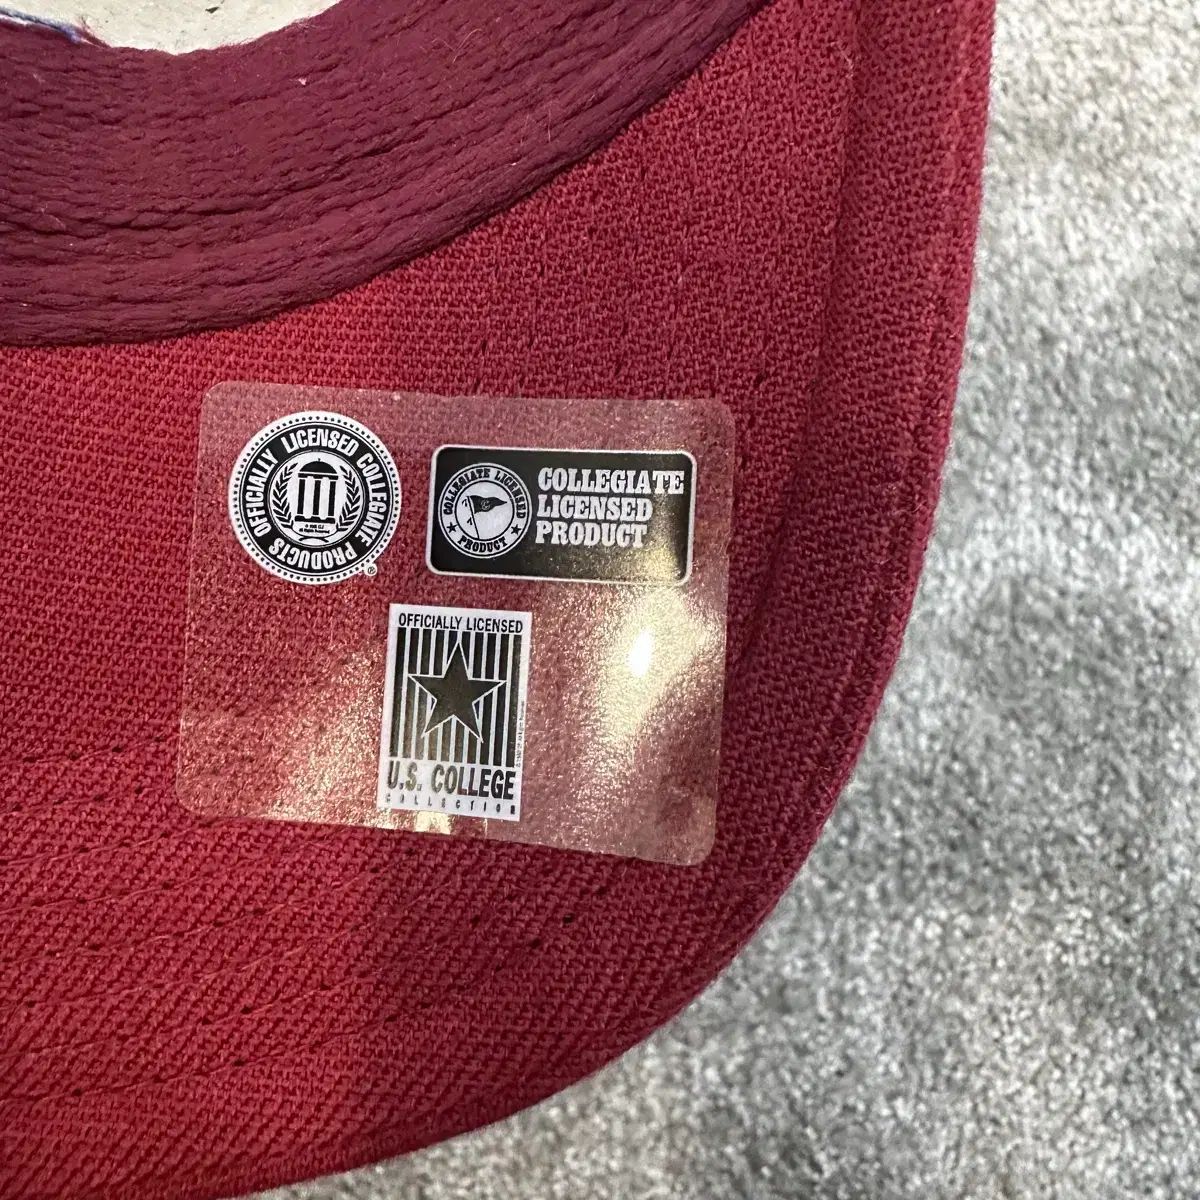 OFFICIALLY LICENSED COLLEGIATE PRODUCTS
®
COLLEGIATE LICENSED
PRODUCT
COLLEGIATE
LICENSED
PRODUCT
OFFICIALLY LICENSED
U.S. COLLEGE
COLLECTION